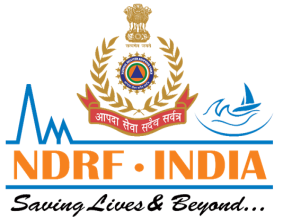 आपदा सेवा सदैव सर्वत्र
NDRF · INDIA
Saving Lives & Beyond...